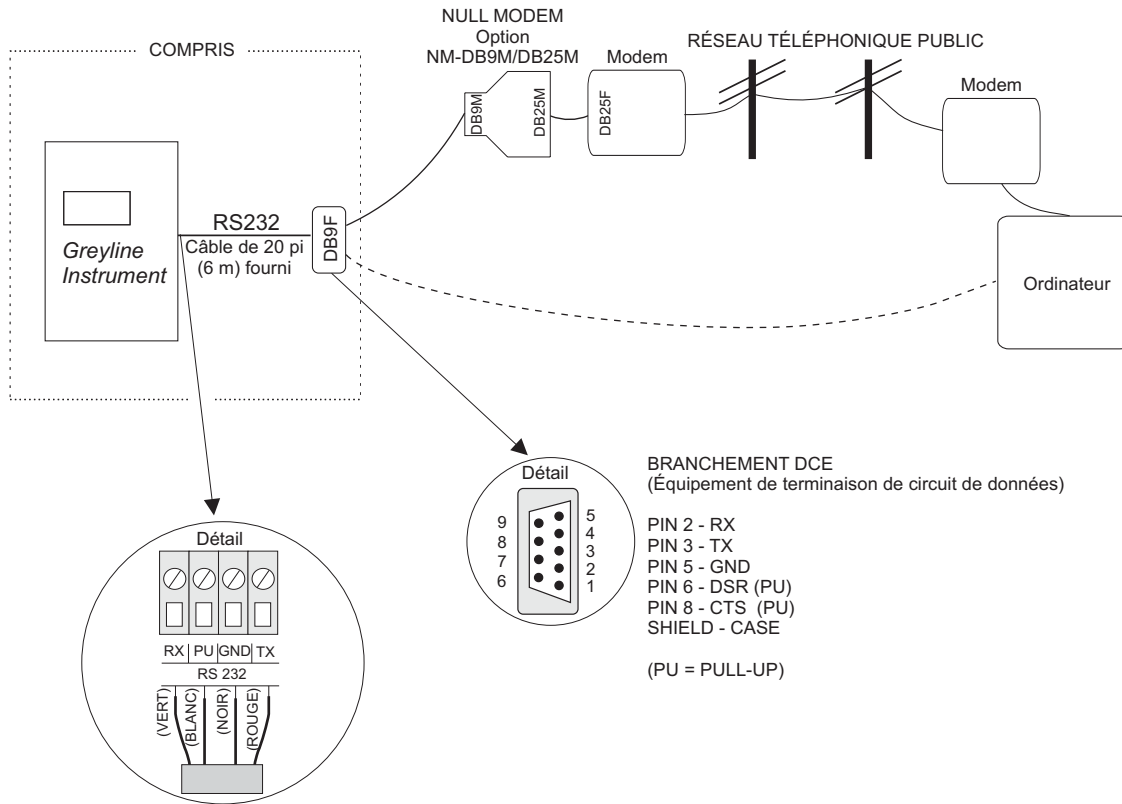 COMPRIS
NULL MODEM
Option
NM-DB9M/DB25M
DB9M
DB25M
Modem
DB25F
RÉSEAU TÉLÉPHONIQUE PUBLIC
Modem
Greyline
Instrument
RS232
Câble de 20 pi
(6 m) fourni
DB9F
Ordinateur
Détail
9
8
7
6
5
4
3
2
1
BRANCHEMENT DCE
(Équipement de terminaison de circuit de données)
PIN 2 - RX
PIN 3 - TX
PIN 5 - GND
PIN 6 - DSR (PU)
PIN 8 - CTS (PU)
SHIELD - CASE
(PU = PULL-UP)
Détail
RX PU GND TX
RS 232
(VERT)
(BLANC)
(NOIR)
(ROUGE)